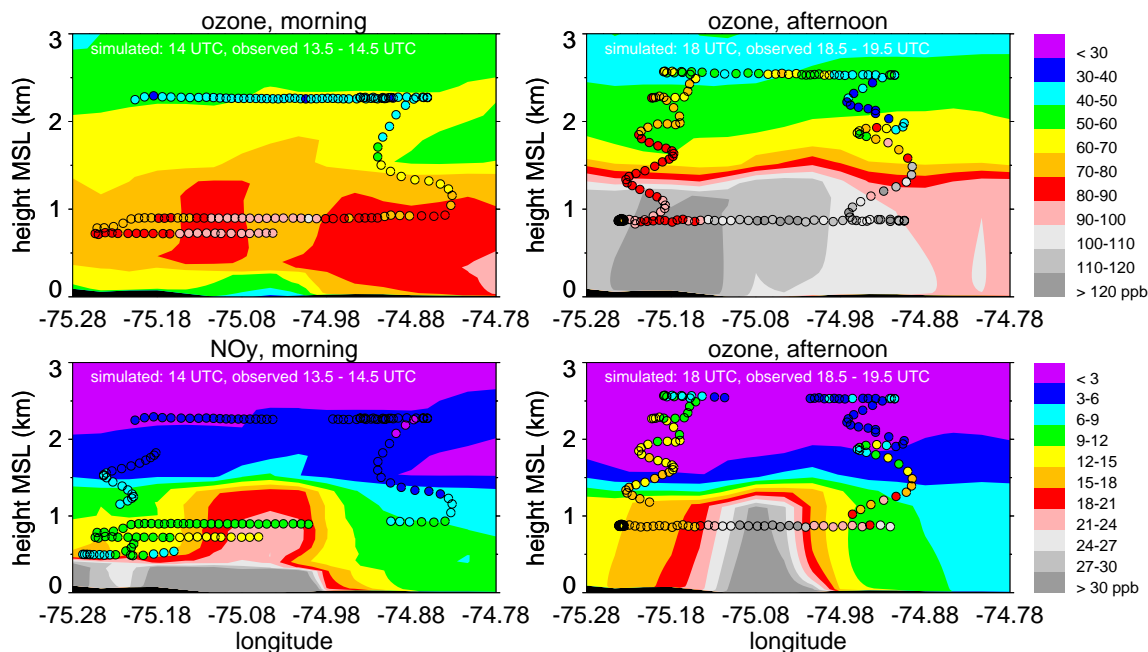 ozone, morning
ozone, afternoon
simulated: 14 UTC, observed 13.5 - 14.5 UTC
simulated: 18 UTC, observed 18.5 - 19.5 UTC
height MSL (km)
3
2
1
0
-75.28 -75.18 -75.08 -74.98 -74.88 -74.78
height MSL (km)
3
2
1
0
-75.28 -75.18 -75.08 -74.98 -74.88 -74.78
< 30
30-40
40-50
50-60
60-70
70-80
80-90
90-100
100-110
110-120
> 120 ppb
NOy, morning
ozone, afternoon
simulated: 14 UTC, observed 13.5 - 14.5 UTC
simulated: 18 UTC, observed 18.5 - 19.5 UTC
height MSL (km)
3
2
1
0
-75.28 -75.18 -75.08 -74.98 -74.88 -74.78
longitude
height MSL (km)
3
2
1
0
-75.28 -75.18 -75.08 -74.98 -74.88 -74.78
longitude
< 3
3-6
6-9
9-12
12-15
15-18
18-21
21-24
24-27
27-30
> 30 ppb